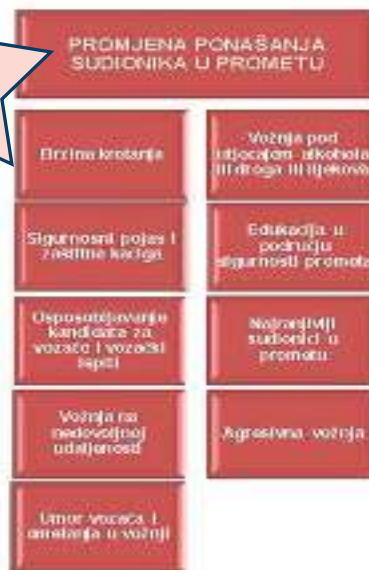 PROMJENA PONAŠANJA
SUDIONIKA U PROMETU
Brzina kretanja
Vožnja pod
utjecajem alkohola
ili droga ili lijekova
Sigurnosni pojas i
zaštitna kaciga
Edukacija u
području
sigurnosti prometa
Osposobljavanje
kandidata za
vozače i vozački
ispiti
Najranjiviji
sudionici u
prometu
Vožnja na
nedovoljnoj
udaljenosti
Agresivna vožnja
Umor vozača i
ometanja u vožnji